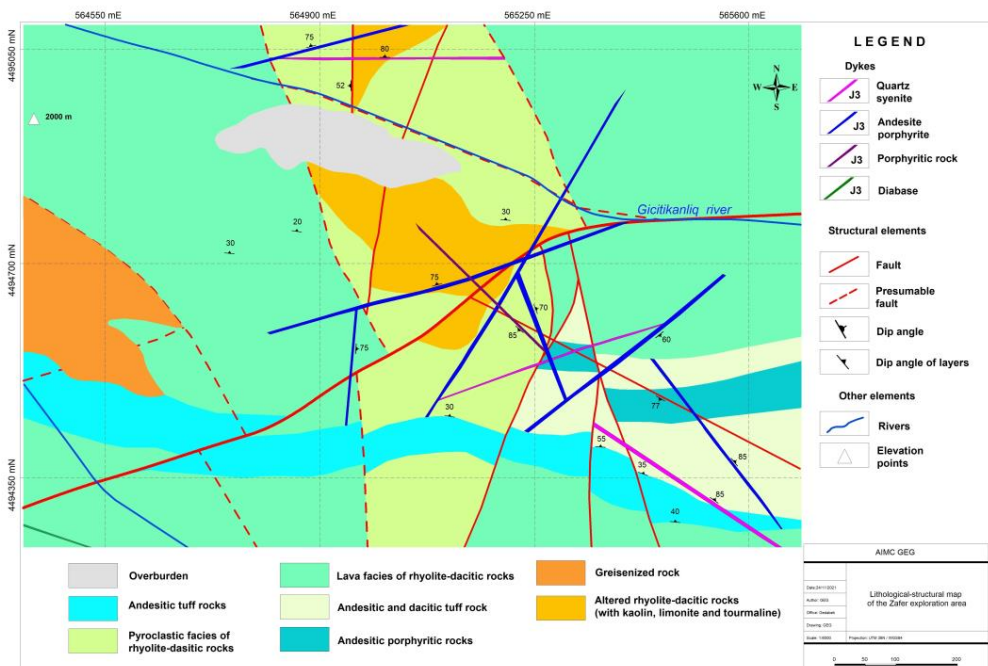 564550 mE
564900 mE
565250 mE
565600 mE
4495050 mN
4494700 mN
4494350 mN
75
80
52
2000 m
Gicitikanliq river
30
20
30
75
70
85
60
75
77
30
55
35
85
85
40
N
W
E
S
LEGEND
Dykes
J3
Quartz
syenite
J3
Andesite
porphyrite
J3
Porphyritic rock
J3
Diabase
Structural elements
Fault
Presumable
fault
Dip angle
Dip angle of layers
Other elements
Rivers
Elevation
points
Overburden
Andesitic tuff rocks
Pyroclastic facies of
rhyolite-dasitic rocks
Lava facies of rhyolite-dacitic rocks
Andesitic and dacitic tuff rock
Andesitic porphyritic rocks
Greisenized rock
Altered rhyolite-dacitic rocks
(with kaolin, limonite and tourmaline)
AIMC GEG
Lithological-structural map
of the Zafer exploration area
0 50 100 200